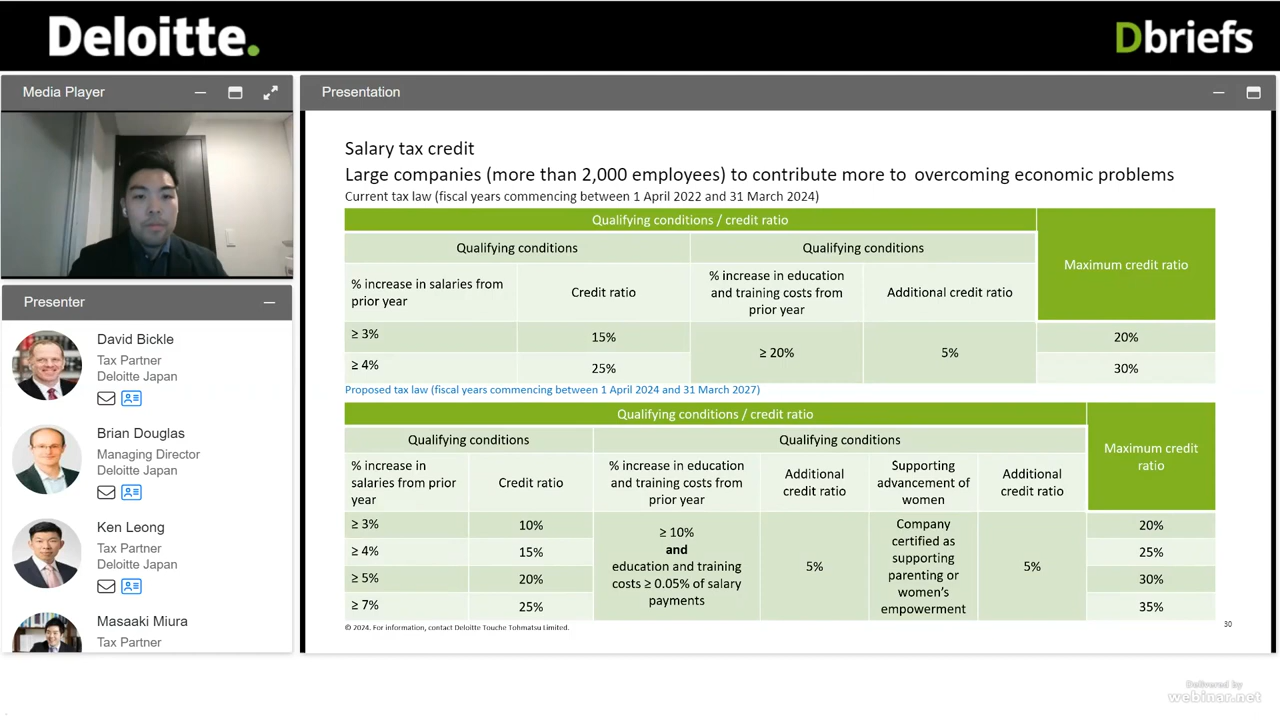 Deloitte.
Dbriefs
Media Player
Presentation
Presenter
David Bickle
Tax Partner
Deloitte Japan
Brian Douglas
Managing Director
Deloitte Japan
Ken Leong
Tax Partner
Deloitte Japan
Masaaki Miura
Tax Partner
Salary tax credit
Large companies (more than 2,000 employees) to contribute more to overcoming economic problems
Current tax law (fiscal years commencing between 1 April 2022 and 31 March 2024)
Qualifying conditions / credit ratio
Maximum credit ratio
Qualifying conditions
Qualifying conditions
% increase in salaries from
prior year
Credit ratio
% increase in education
and training costs from
prior year
Additional credit ratio
≥ 3%
15%
≥ 20%
5%
20%
≥ 4%
25%
30%
Proposed tax law (fiscal years commencing between 1 April 2024 and 31 March 2027)
Qualifying conditions / credit ratio
Maximum credit
ratio
Qualifying conditions
Qualifying conditions
% increase in
salaries from prior
year
Credit ratio
% increase in education
and training costs from
prior year
Additional
credit ratio
Supporting
advancement of
women
Additional
credit ratio
≥ 3%
10%
≥ 10%
and
education and training
costs ≥ 0.05% of salary
payments
5%
Company
certified as
supporting
parenting or
women's
empowerment
5%
20%
≥ 4%
15%
25%
≥ 5%
20%
30%
≥ 7%
25%
35%
© 2024. For information, contact Deloitte Touche Tohmatsu Limited.
30
Delivered by
webinar.net